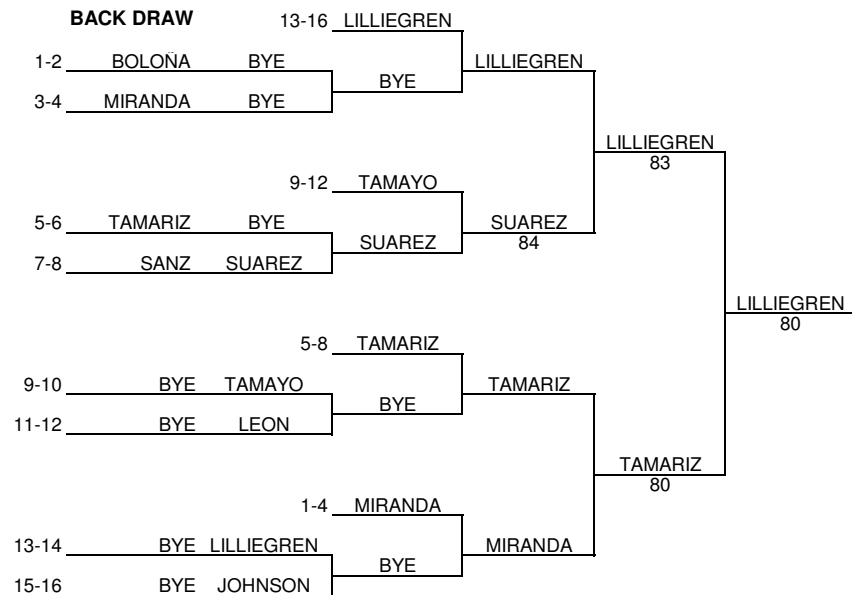 BACK DRAW
13-16 LILLIEGREN
1-2 BOLOÑA BYE LILLIEGREN
BYE
3-4 MIRANDA BYE
LILLIEGREN
83
9-12 TAMAYO
5-6 TAMARIZ BYE SUAREZ
SUAREZ 84
7-8 SANZ SUAREZ
LILLIEGREN
80
5-8 TAMARIZ
9-10 BYE TAMAYO TAMARIZ
BYE
11-12 BYE LEON
TAMARIZ
80
1-4 MIRANDA
13-14 BYE LILLIEGREN MIRANDA
BYE
15-16 BYE JOHNSON